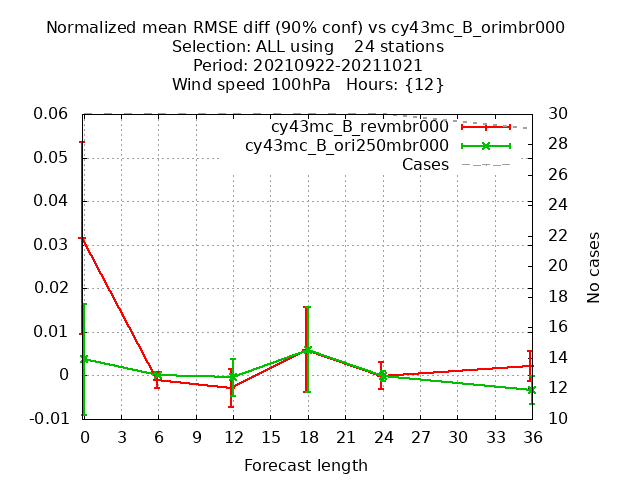 Normalized mean RMSE diff (90% conf) vs cy43mc_B_orimbr000
Selection: ALL using    24 stations
Period: 20210922-20211021
Wind speed 100hPa   Hours: {12}
cy43mc_B_revmbr000
cy43mc_B_ori250mbr000
Cases
0.06
0.05
0.04
0.03
0.02
0.01
0
-0.01
30
28
26
24
22
20
18
16
14
12
10
No cases
0 3 6 9 12 15 18 21 24 27 30 33 36
Forecast length